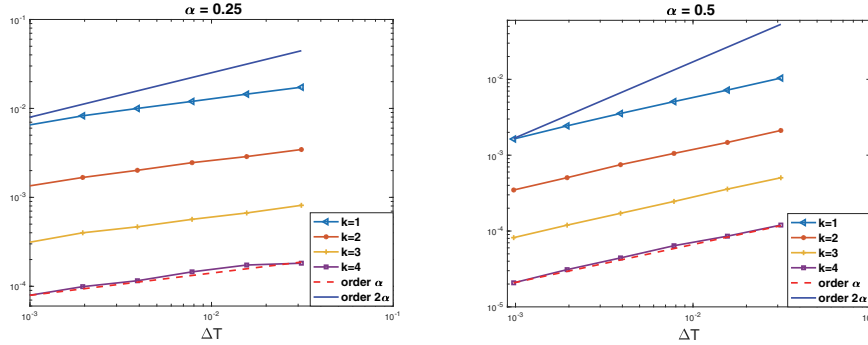 α = 0.25
10^-1
10^-2
10^-3
10^-4
10^-3
10^-2
10^-1
ΔT
k=1
k=2
k=3
k=4
order α
order 2α
α = 0.5
10^-2
10^-3
10^-4
10^-5
10^-3
10^-2
ΔT
k=1
k=2
k=3
k=4
order α
order 2α